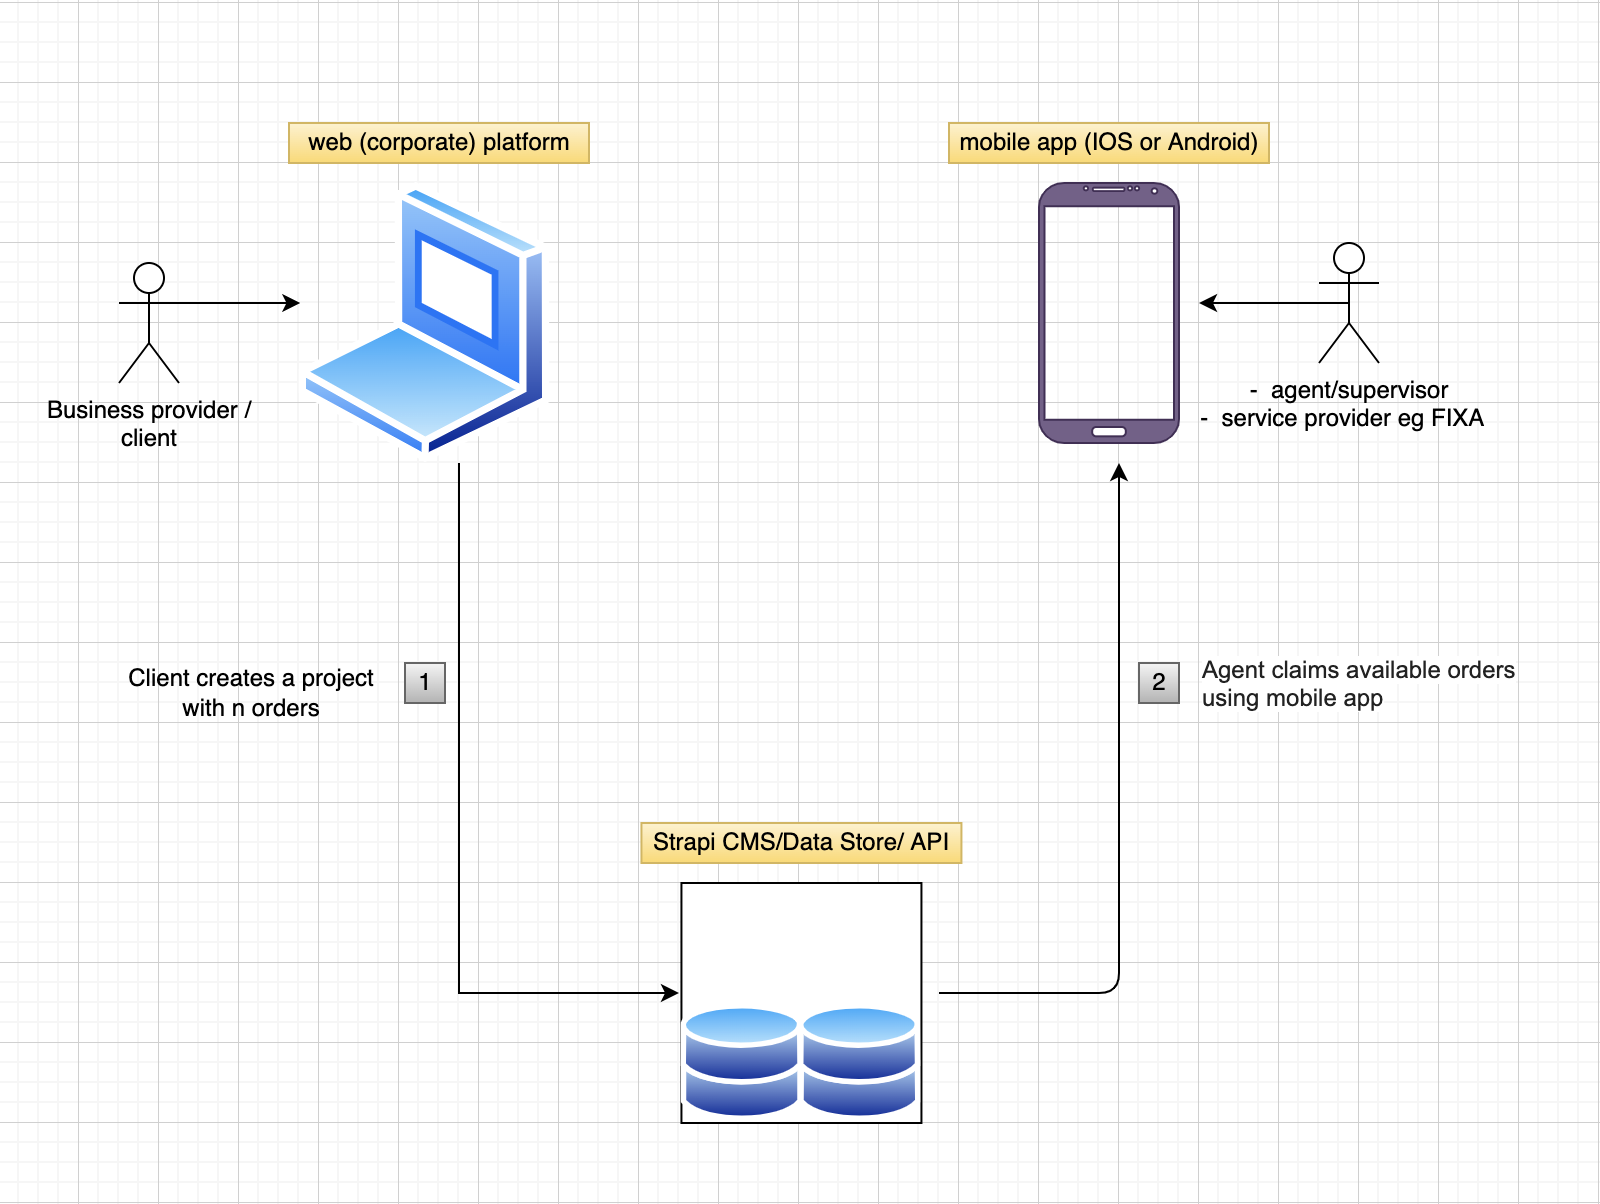 web (corporate) platform
mobile app (IOS or Android)
Business provider /
client
- agent/supervisor
- service provider eg FIXA
Client creates a project
with n orders
1
2
Agent claims available orders
using mobile app
Strapi CMS/Data Store/ API